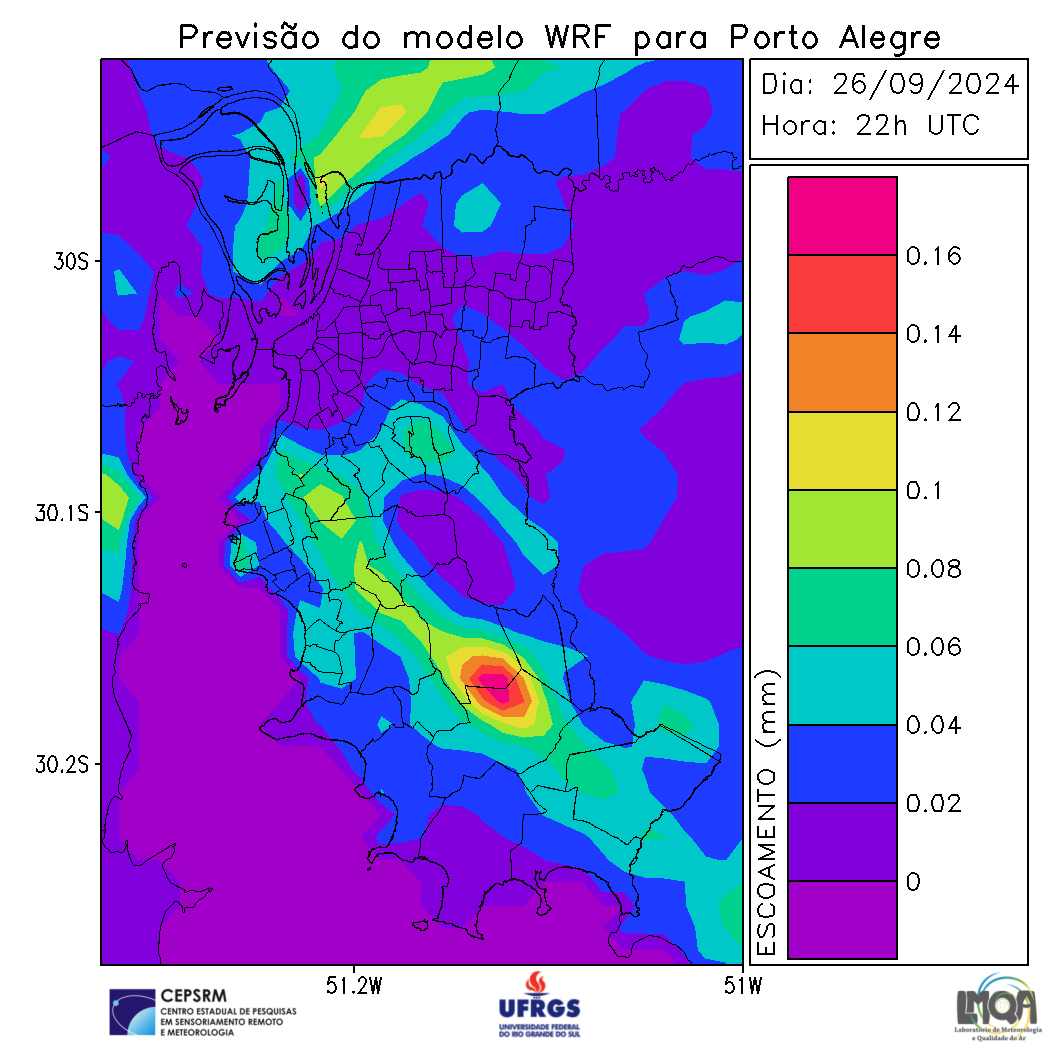 Previsão do modelo WRF para Porto Alegre
Dia: 26/09/2024
Hora: 22h UTC
30S
30.1S
30.2S
51.2W
51W
ESCOAMENTO (mm)
0.16
0.14
0.12
0.1
0.08
0.06
0.04
0.02
0
CEPSRM
CENTRO ESTADUAL DE PESQUISAS
EM SENSORIAMENTO REMOTO
E METEOROLOGIA
UFRGS
UNIVERSIDADE FEDERAL
DO RIO GRANDE DO SUL
LMQA
Laboratório de Meteorologia
e Qualidade do Ar